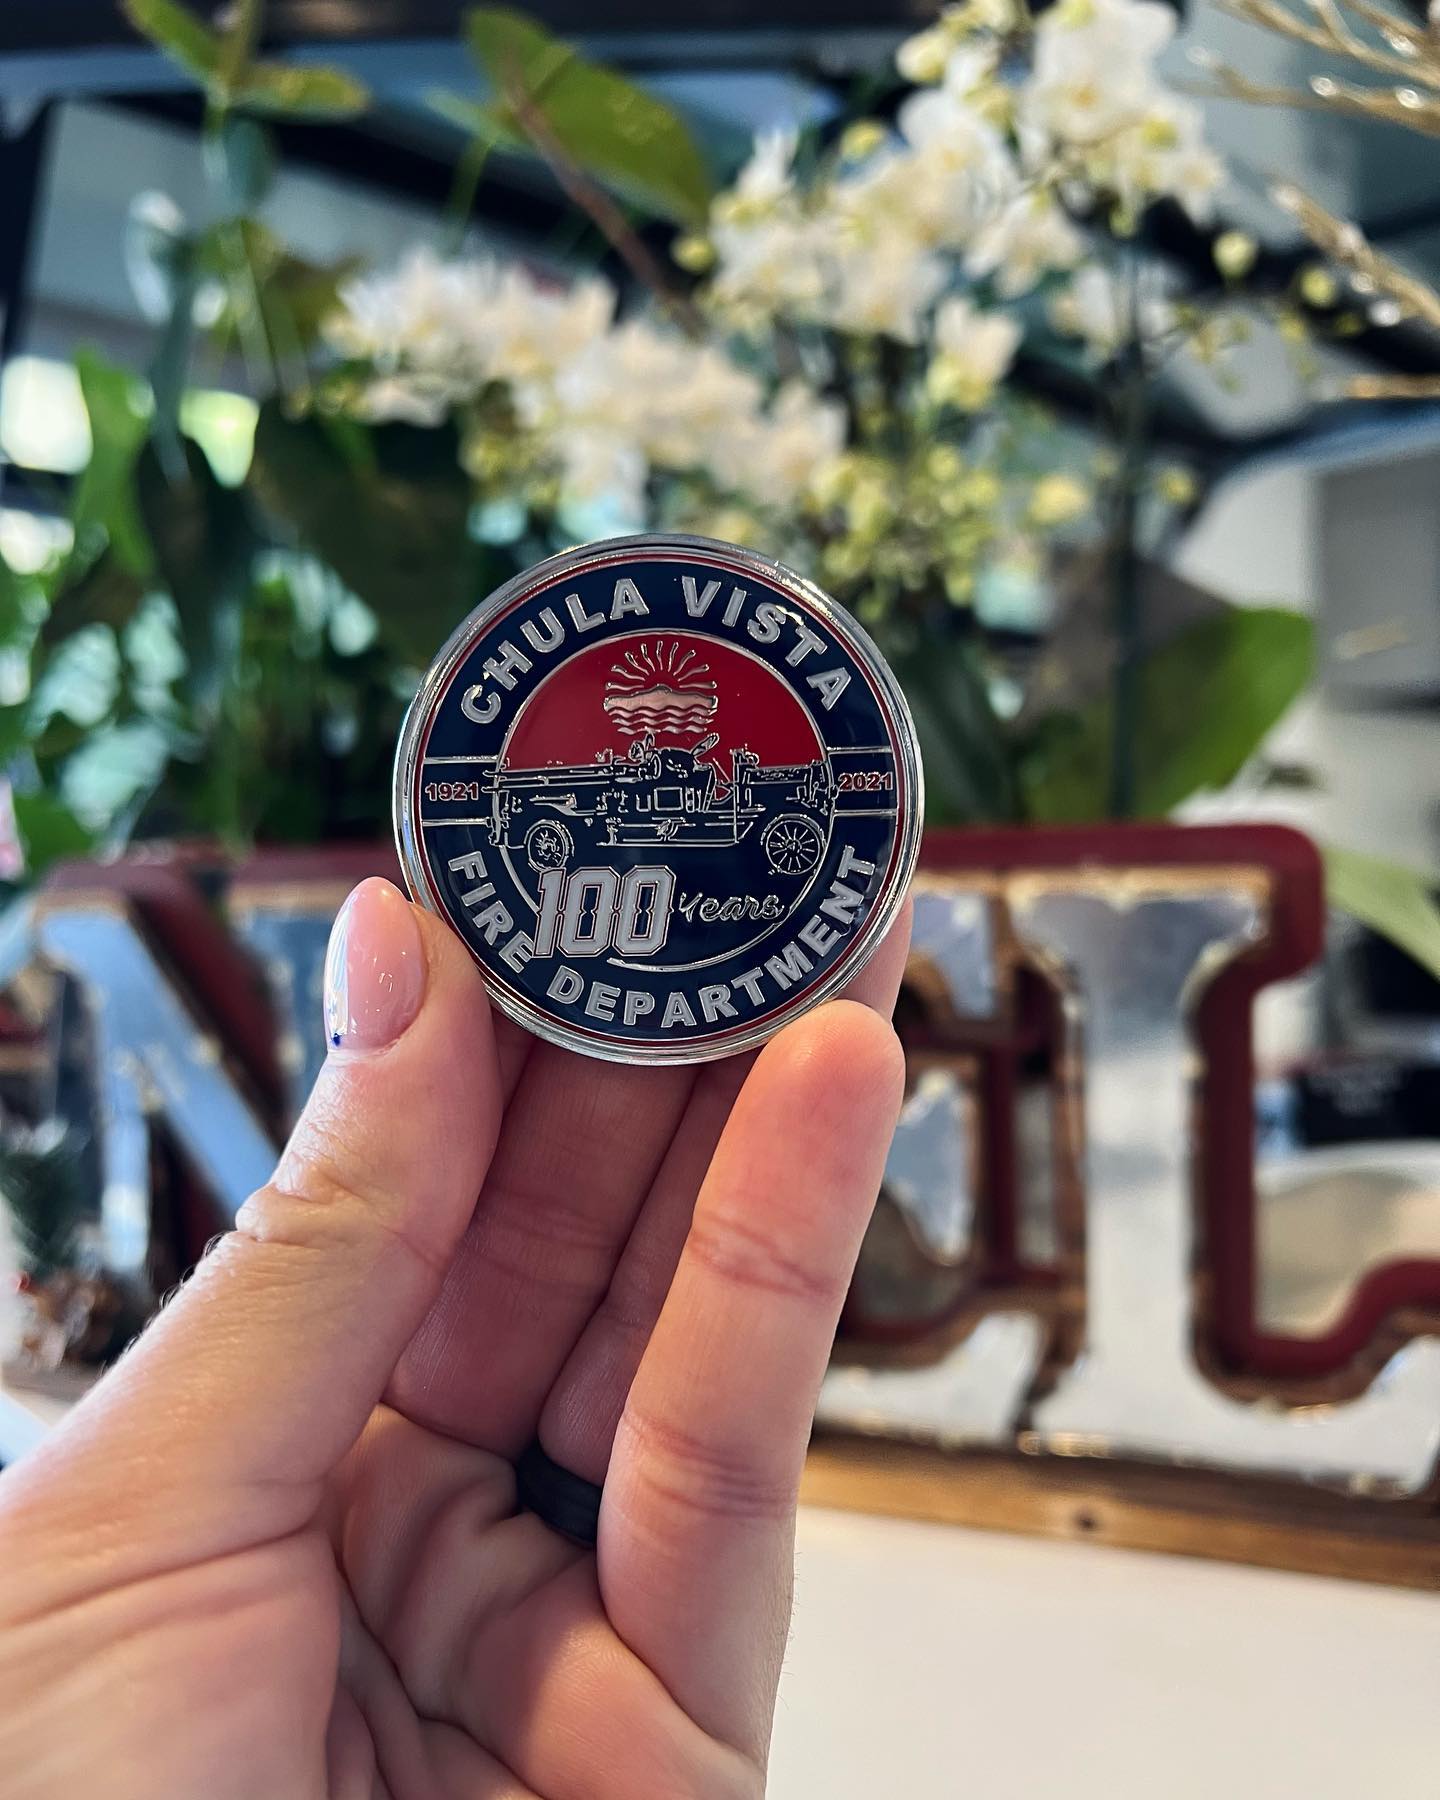 CHULA VISTA
1921
2021
100 Years
FIRE DEPARTMENT